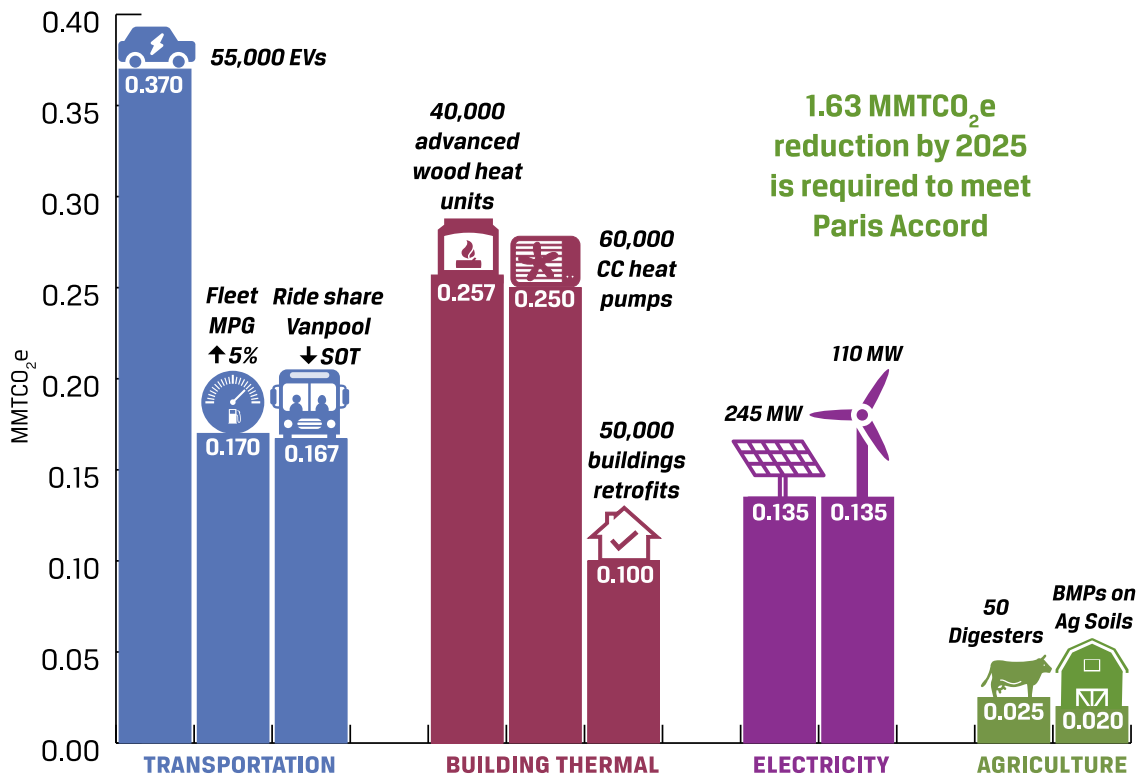 0.40
0.35
0.30
0.25
0.20
0.15
0.10
0.05
0.00
MMTCO₂e
55,000 EVs
0.370
Fleet
MPG
↑ 5%
0.170
Ride share
Vanpool
↓ SOT
0.167
40,000
advanced
wood heat
units
0.257
60,000
CC heat
pumps
0.250
50,000
buildings
retrofits
0.100
245 MW
0.135
110 MW
0.135
50
Digesters
0.025
BMPs on
Ag Soils
0.020
1.63 MMTCO₂e
reduction by 2025
is required to meet
Paris Accord
TRANSPORTATION
BUILDING THERMAL
ELECTRICITY
AGRICULTURE